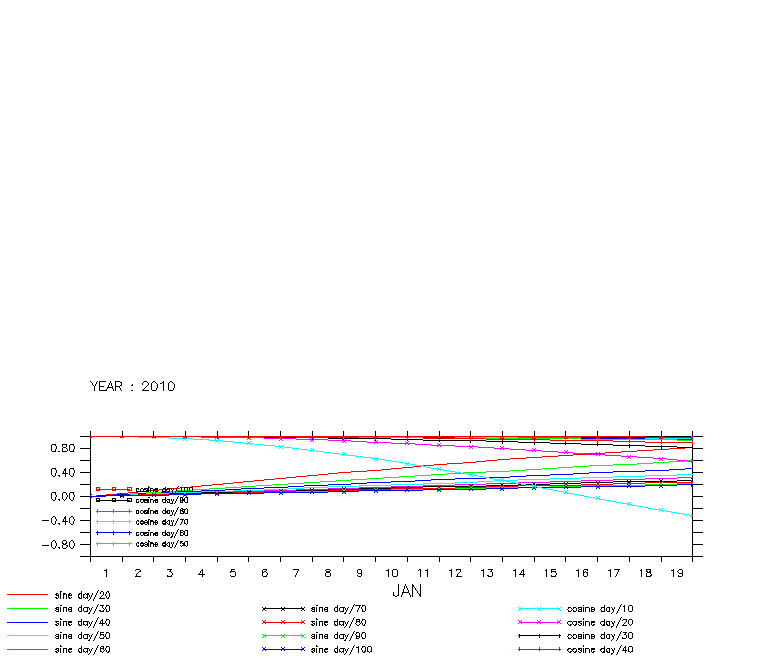 YEAR : 2010
0.80
0.40
0.00
-0.40
-0.80
cosine day/100
cosine day/90
cosine day/80
cosine day/70
cosine day/60
cosine day/50
1 2 3 4 5 6 7 8 9 10 11 12 13 14 15 16 17 18 19
JAN
sine day/20
sine day/30 sine day/70 cosine day/10
sine day/40 sine day/80 cosine day/20
sine day/50 sine day/90 cosine day/30
sine day/60 sine day/100 cosine day/40